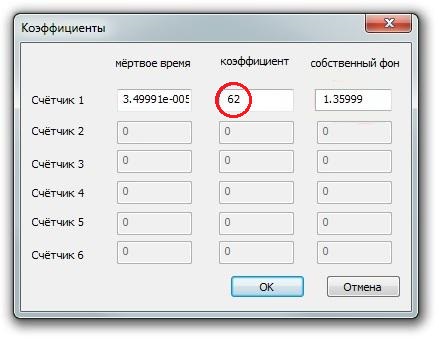 Коэффициенты
мёртвое время коэффициент собственный фон
Счётчик 1 3.49991e-005 62 1.35999
Счётчик 2 0 0 0
Счётчик 3 0 0 0
Счётчик 4 0 0 0
Счётчик 5 0 0 0
Счётчик 6 0 0 0
OK Отмена